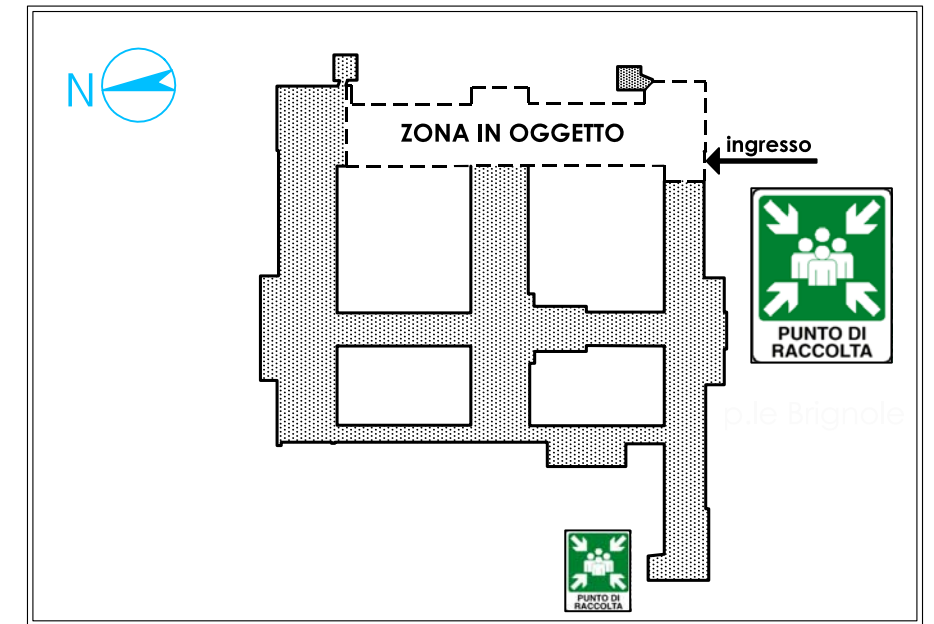 N
ZONA IN OGGETTO
ingresso
PUNTO DI
RACCOLTA
p.le Brignole
PUNTO DI
RACCOLTA